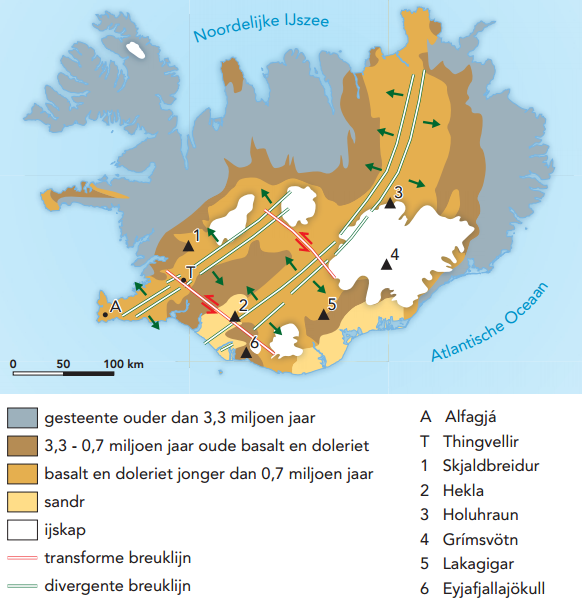 Noordelijke IJszee
3
1
4
T
A
2
5
6
Atlantische Oceaan
0 50 100 km
gesteente ouder dan 3,3 miljoen jaar
3,3 - 0,7 miljoen jaar oude basalt en doleriet
basalt en doleriet jonger dan 0,7 miljoen jaar
sandr
ijskap
transforme breuklijn
divergente breuklijn
A Alfagjá
T Thingvellir
1 Skjaldbreidur
2 Hekla
3 Holuhraun
4 Grímsvötn
5 Lakagigar
6 Eyjafjallajökull